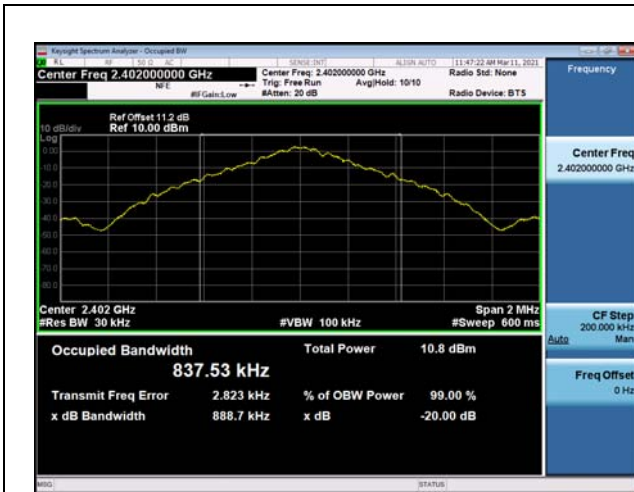 Keysight Spectrum Analyzer - Occupied BW
RL RF 50 Ω AC SENSE:INT ALIGN AUTO 11:47:22 AM Mar 11, 2021
Center Freq 2.402000000 GHz
Center Freq: 2.402000000 GHz
Radio Std: None
Frequency
NFE
Trig: Free Run Avg|Hold: 10/10
#IFGain:Low #Atten: 20 dB Radio Device: BTS
Ref Offset 11.2 dB
10 dB/div Ref 10.00 dBm
Log
0.00
-10.0
-20.0
-30.0
-40.0
-50.0
-60.0
-70.0
-80.0
Center Freq
2.402000000 GHz
Center 2.402 GHz Span 2 MHz
#Res BW 30 kHz #VBW 100 kHz #Sweep 600 ms
CF Step
200.000 kHz
Auto Man
Occupied Bandwidth Total Power 10.8 dBm
837.53 kHz
Freq Offset
0 Hz
Transmit Freq Error 2.823 kHz % of OBW Power 99.00 %
x dB Bandwidth 888.7 kHz x dB -20.00 dB
MSG STATUS